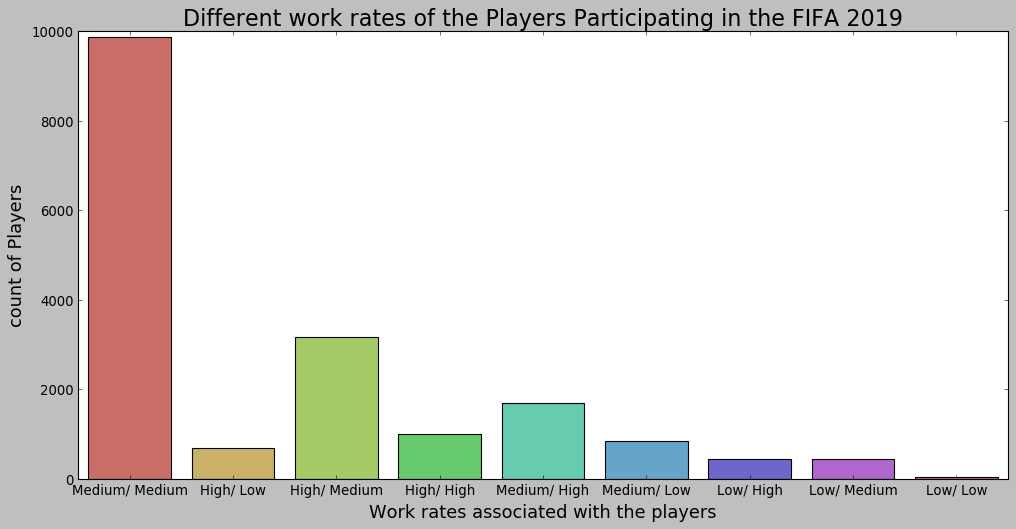 Different work rates of the Players Participating in the FIFA 2019
count of Players
10000
8000
6000
4000
2000
0
Medium/ Medium High/ Low High/ Medium High/ High Medium/ High Medium/ Low Low/ High Low/ Medium Low/ Low
Work rates associated with the players